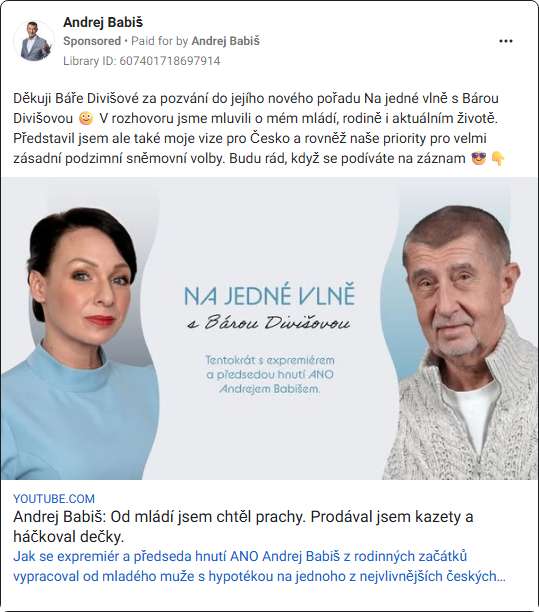 Andrej Babiš
Sponsored • Paid for by Andrej Babiš
Library ID: 607401718697914
Děkuji Báře Divišové za pozvání do jejího nového pořadu Na jedné vlně s Bárou
Divišovou 🤪 V rozhovoru jsme mluvili o mém mládí, rodině i aktuálním životě.
Představil jsem ale také moje vize pro Česko a rovněž naše priority pro velmi
zásadní podzimní sněmovní volby. Budu rád, když se podíváte na záznam 😎👇
NA JEDNÉ VLNĚ
s Bárou Divišovou
Tentokrát s expremiérem
a předsedou hnutí ANO
Andrejem Babišem.
YOUTUBE.COM
Andrej Babiš: Od mládí jsem chtěl prachy. Prodával jsem kazety a
háčkoval dečky.
Jak se expremiér a předseda hnutí ANO Andrej Babiš z rodinných začátků
vypracoval od mladého muže s hypotékou na jednoho z nejvlivnějších českých…